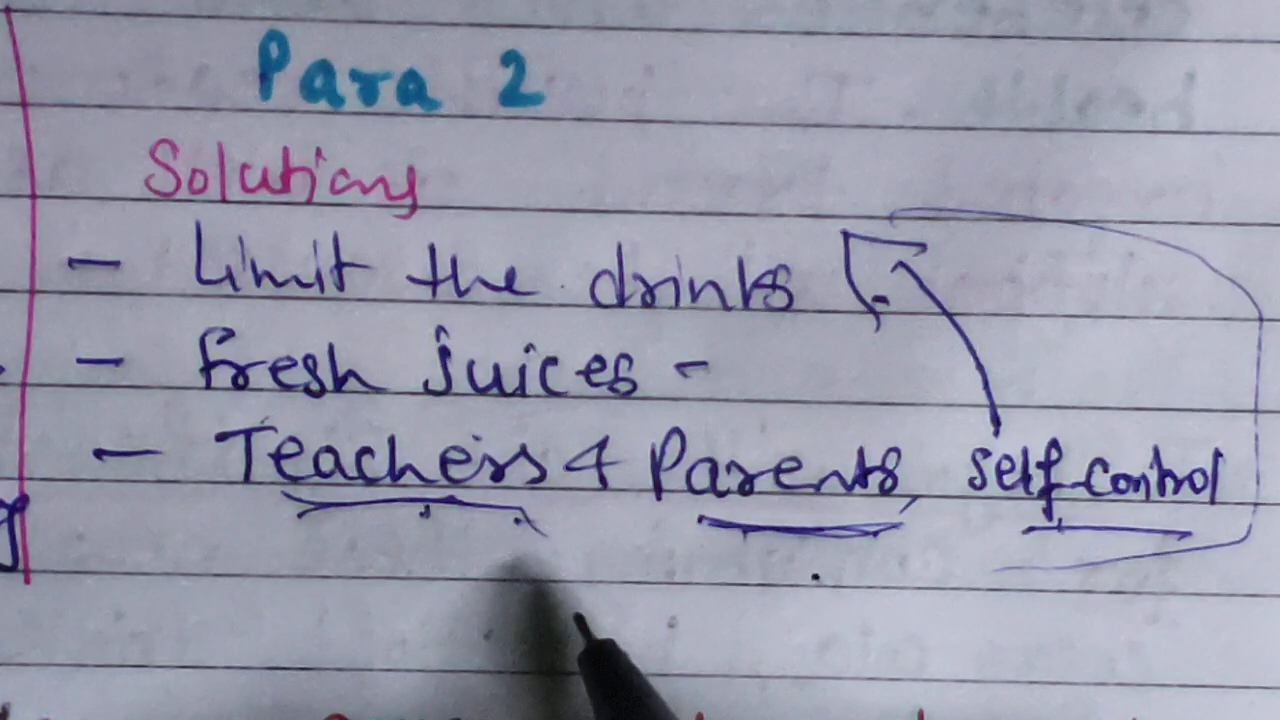 Para 2
Solutions
- Limit the drinks
- fresh juices -
- Teachers & Parents, self control